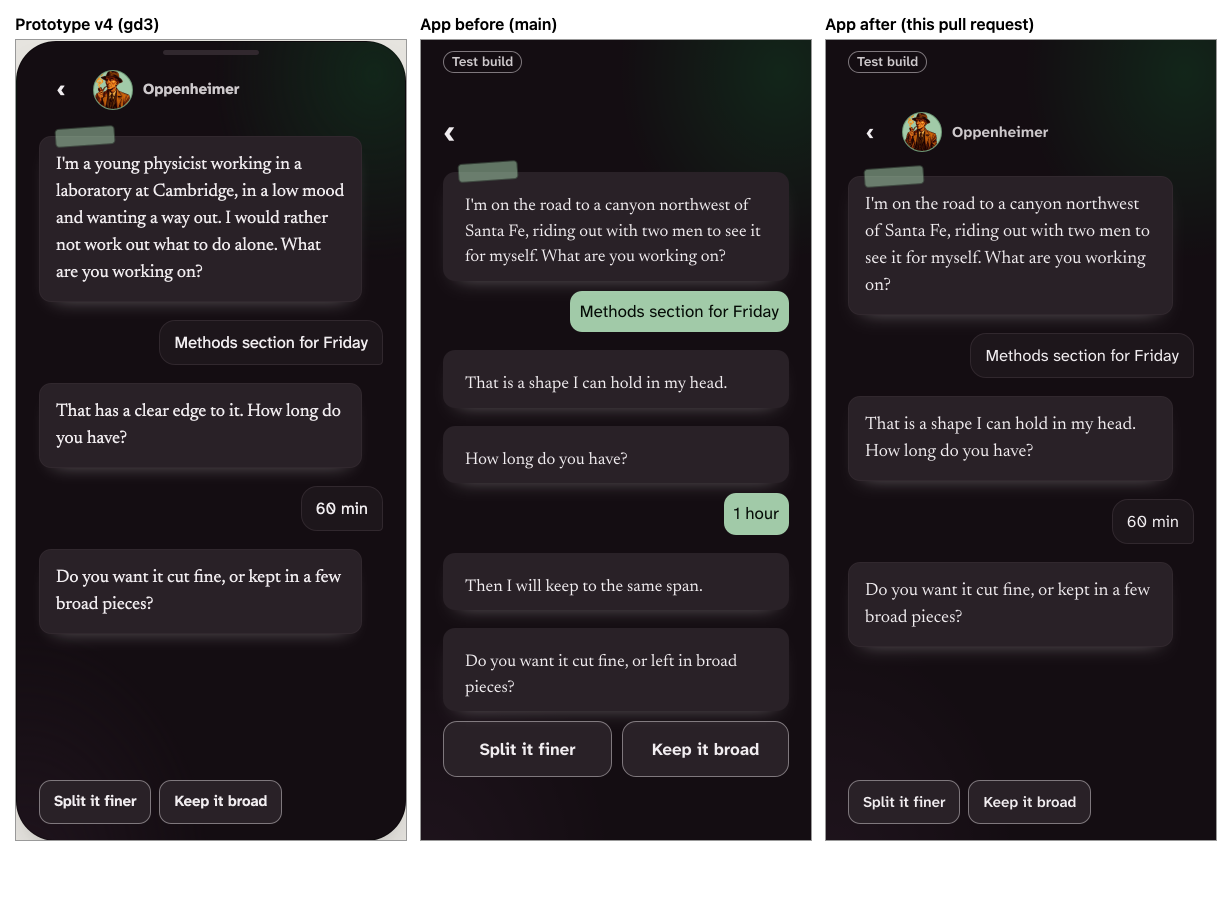 Prototype v4 (gd3)
‹
Oppenheimer
I'm a young physicist working in a
laboratory at Cambridge, in a low mood
and wanting a way out. I would rather
not work out what to do alone. What
are you working on?
Methods section for Friday
That has a clear edge to it. How long do
you have?
60 min
Do you want it cut fine, or kept in a few
broad pieces?
Split it finer
Keep it broad
App before (main)
Test build
‹
I'm on the road to a canyon northwest of
Santa Fe, riding out with two men to see it
for myself. What are you working on?
Methods section for Friday
That is a shape I can hold in my head.
How long do you have?
1 hour
Then I will keep to the same span.
Do you want it cut fine, or left in broad
pieces?
Split it finer
Keep it broad
App after (this pull request)
Test build
‹
Oppenheimer
I'm on the road to a canyon northwest
of Santa Fe, riding out with two men to
see it for myself. What are you working
on?
Methods section for Friday
That is a shape I can hold in my head.
How long do you have?
60 min
Do you want it cut fine, or kept in a few
broad pieces?
Split it finer
Keep it broad